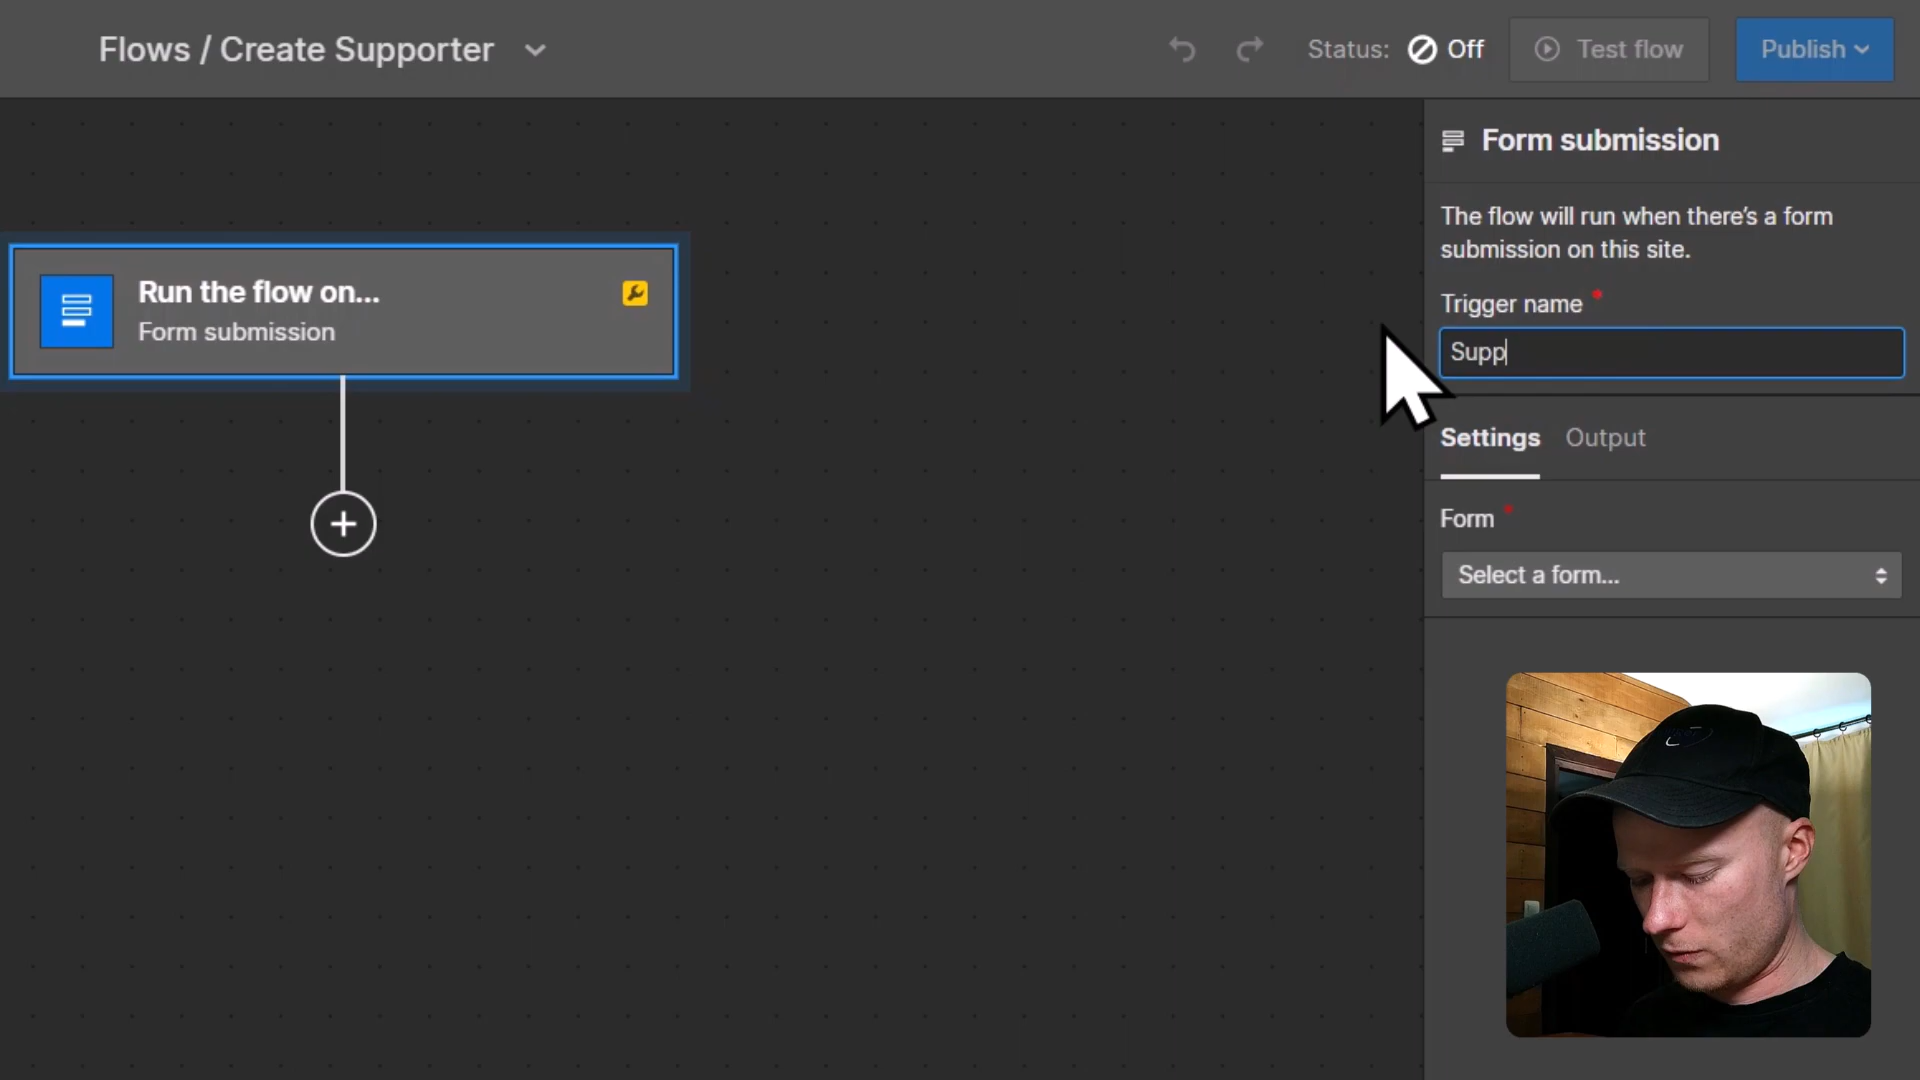 Flows / Create Supporter
Status: Off
Test flow
Publish
Run the flow on...
Form submission
Form submission
The flow will run when there's a form
submission on this site.
Trigger name *
Supp
Settings Output
Form *
Select a form...